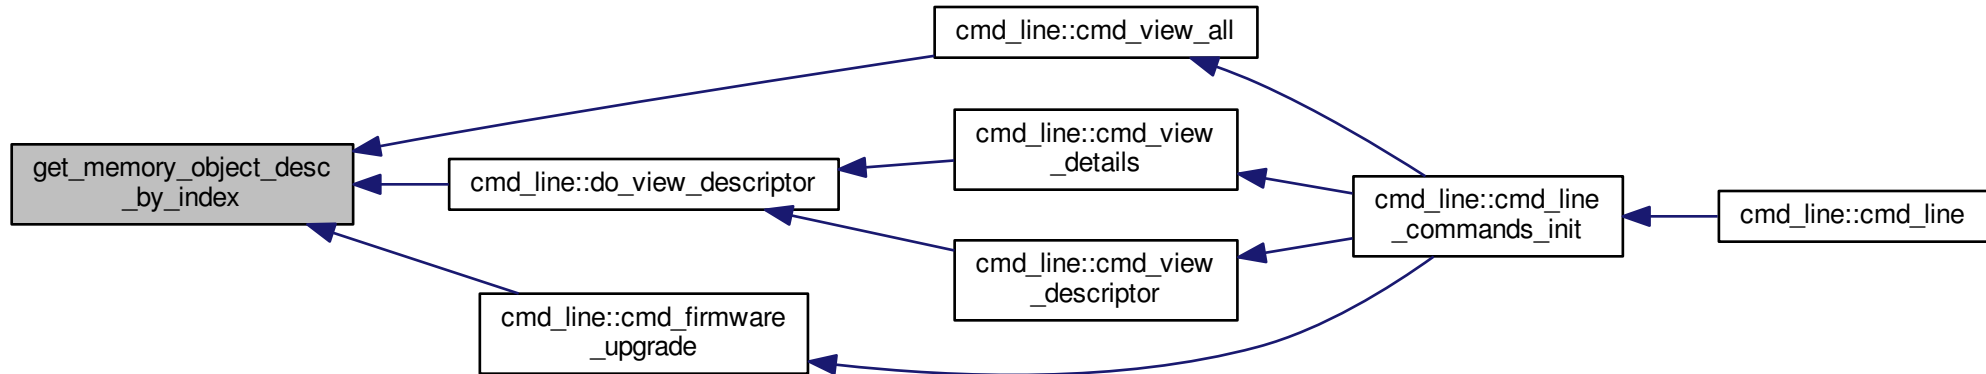 get_memory_object_desc
_by_index
cmd_line::cmd_view_all
cmd_line::do_view_descriptor
cmd_line::cmd_firmware
_upgrade
cmd_line::cmd_view
_details
cmd_line::cmd_view
_descriptor
cmd_line::cmd_line
_commands_init
cmd_line::cmd_line